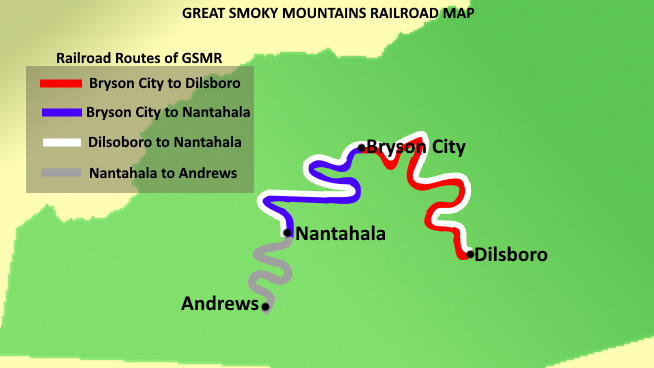 GREAT SMOKY MOUNTAINS RAILROAD MAP
Railroad Routes of GSMR
Bryson City to Dilsboro
Bryson City to Nantahala
Dilsoboro to Nantahala
Nantahala to Andrews
Bryson City
Nantahala
Dilsboro
Andrews